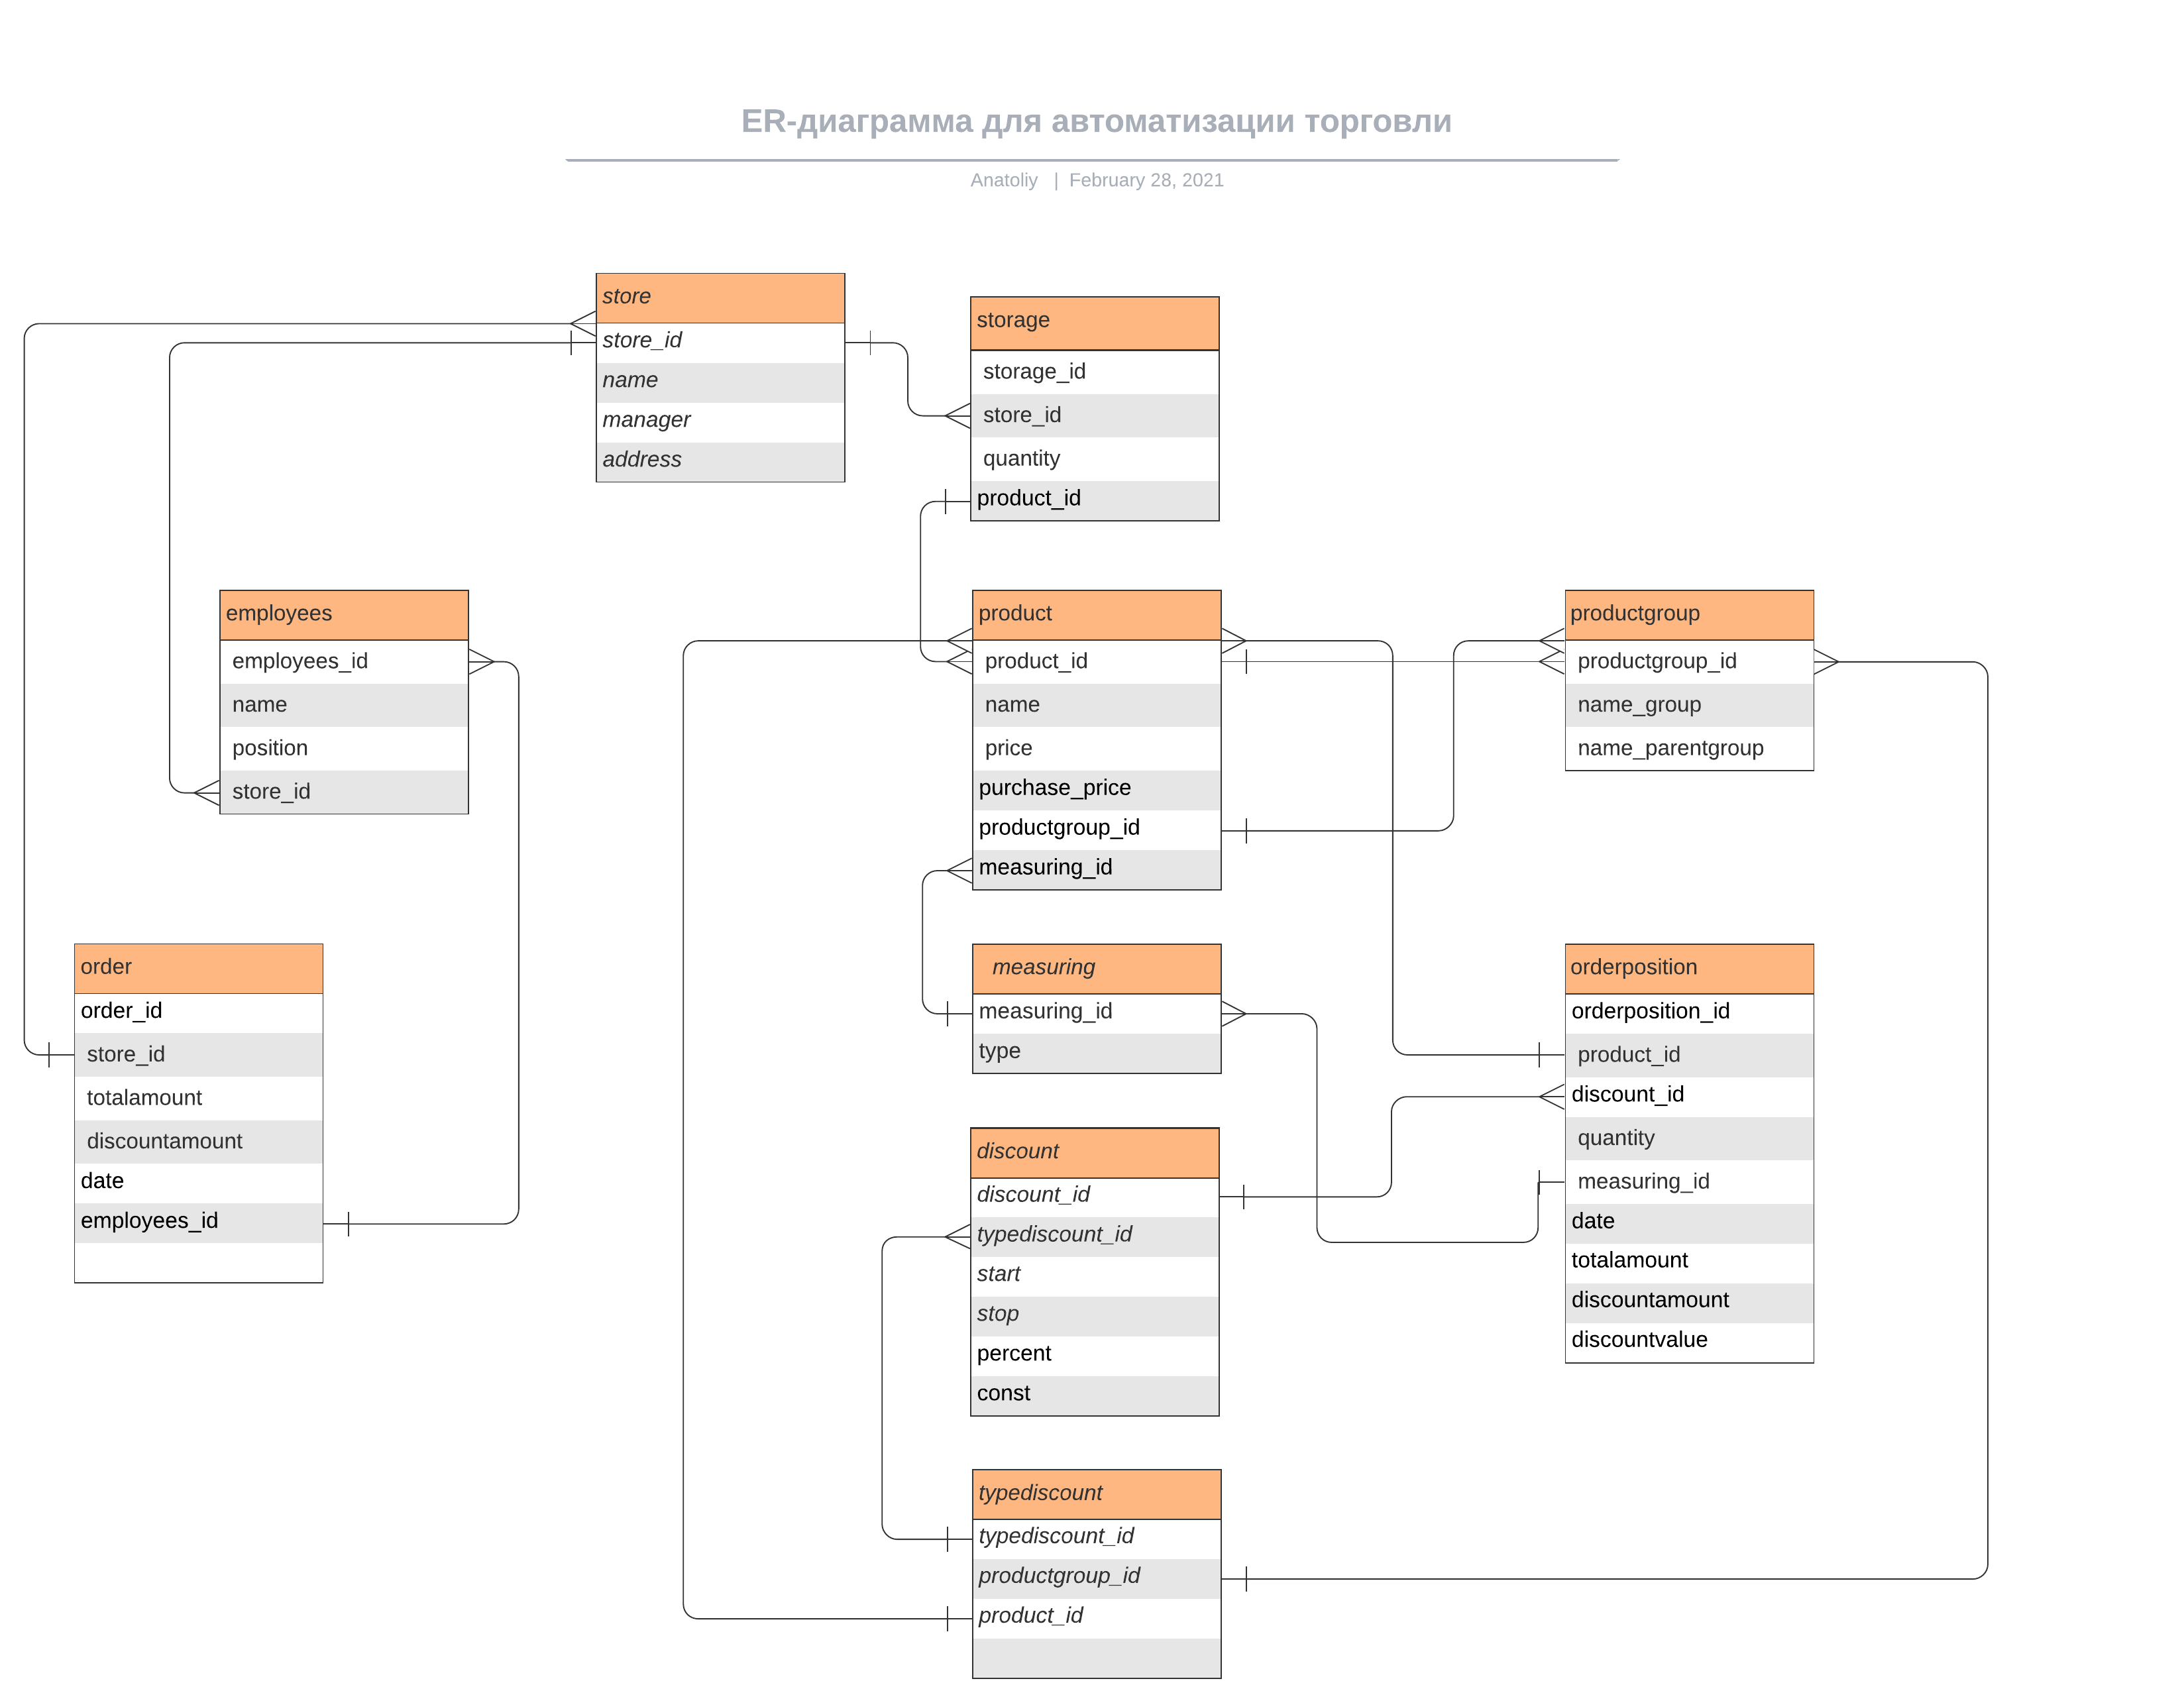 ER-диаграмма для автоматизации торговли
Anatoliy | February 28, 2021
store
store_id
name
manager
address
storage
storage_id
store_id
quantity
product_id
employees
employees_id
name
position
store_id
product
product_id
name
price
purchase_price
productgroup_id
measuring_id
productgroup
productgroup_id
name_group
name_parentgroup
order
order_id
store_id
totalamount
discountamount
date
employees_id
measuring
measuring_id
type
orderposition
orderposition_id
product_id
discount_id
quantity
measuring_id
date
totalamount
discountamount
discountvalue
discount
discount_id
typediscount_id
start
stop
percent
const
typediscount
typediscount_id
productgroup_id
product_id